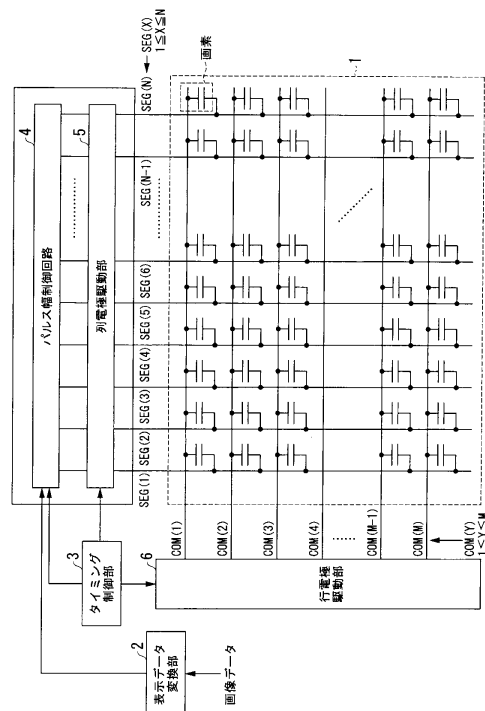 4
パルス幅制御回路
5
列電極駆動部
SEG(1)
SEG(2)
SEG(3)
SEG(4)
SEG(5)
SEG(6)
SEG(N-1)
SEG(N)
SEG(X)
1≦X≦N
画素
1
3
タイミング
制御部
2
表示データ
変換部
画像データ
6
行電極
駆動部
COM(1)
COM(2)
COM(3)
COM(4)
COM(M-1)
COM(M)
COM(Y)
1≦Y≦M